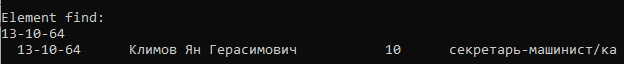 Element find:
13-10-64
13-10-64 Климов Ян Герасимович 10 секретарь-машинист/ка